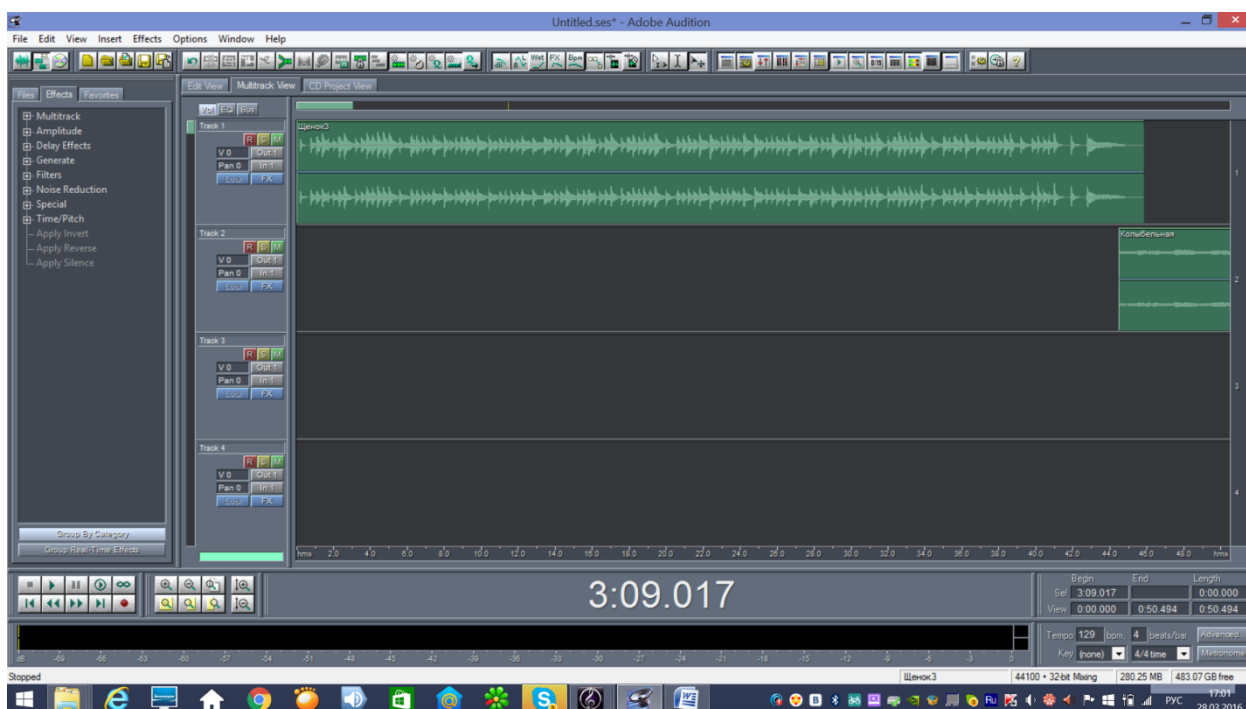 Untitled.ses* - Adobe Audition
File Edit View Insert Effects Options Window Help
Files Effects Favorites
Edit View Multitrack View CD Project View
Multitrack
Amplitude
Delay Effects
Generate
Filters
Noise Reduction
Special
Time/Pitch
Apply Invert
Apply Reverse
Apply Silence
Group By Category
Group Real-Time Effects
Vol EQ Bus
Track 1
R S M
V 0 Out 1
Pan 0 In 1
Lock FX
Щенок3
1
Track 2
R S M
V 0 Out 1
Pan 0 In 1
Lock FX
Колыбельная
2
Track 3
R S M
V 0 Out 1
Pan 0 In 1
Lock FX
3
Track 4
R S M
V 0 Out 1
Pan 0 In 1
Lock FX
4
hms 2.0 4.0 6.0 8.0 10.0 12.0 14.0 16.0 18.0 20.0 22.0 24.0 26.0 28.0 30.0 32.0 34.0 36.0 38.0 40.0 42.0 44.0 46.0 48.0 hms
3:09.017
Begin End Length
Sel 3:09.017 0:00.000
View 0:00.000 0:50.494 0:50.494
dB -69 -66 -63 -60 -57 -54 -51 -48 -45 -42 -39 -36 -33 -30 -27 -24 -21 -18 -15 -12 -9 -6 -3 0
Tempo 129 bpm, 4 beats/bar Advanced...
Key (none) 4/4 time Metronome
Stopped
Щенок3
44100 • 32-bit Mixing
280.25 MB
483.07 GB free
РУС
17:01
28.03.2016